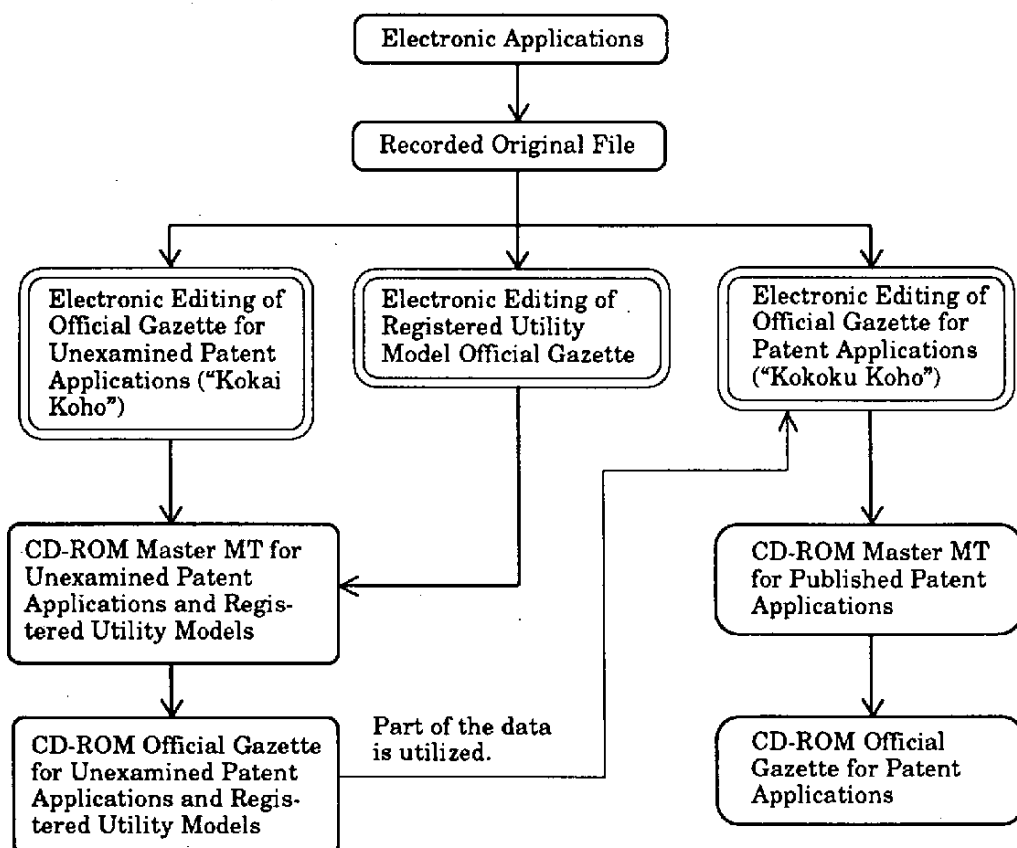 Electronic Applications
Recorded Original File
Electronic Editing of
Official Gazette for
Unexamined Patent
Applications (“Kokai
Koho”)
Electronic Editing of
Registered Utility
Model Official Gazette
Electronic Editing of
Official Gazette for
Patent Applications
(“Kokoku Koho”)
CD-ROM Master MT for
Unexamined Patent
Applications and Regis-
tered Utility Models
CD-ROM Master MT
for Published Patent
Applications
Part of the data
is utilized.
CD-ROM Official Gazette
for Unexamined Patent
Applications and Regis-
tered Utility Models
CD-ROM Official
Gazette for Patent
Applications